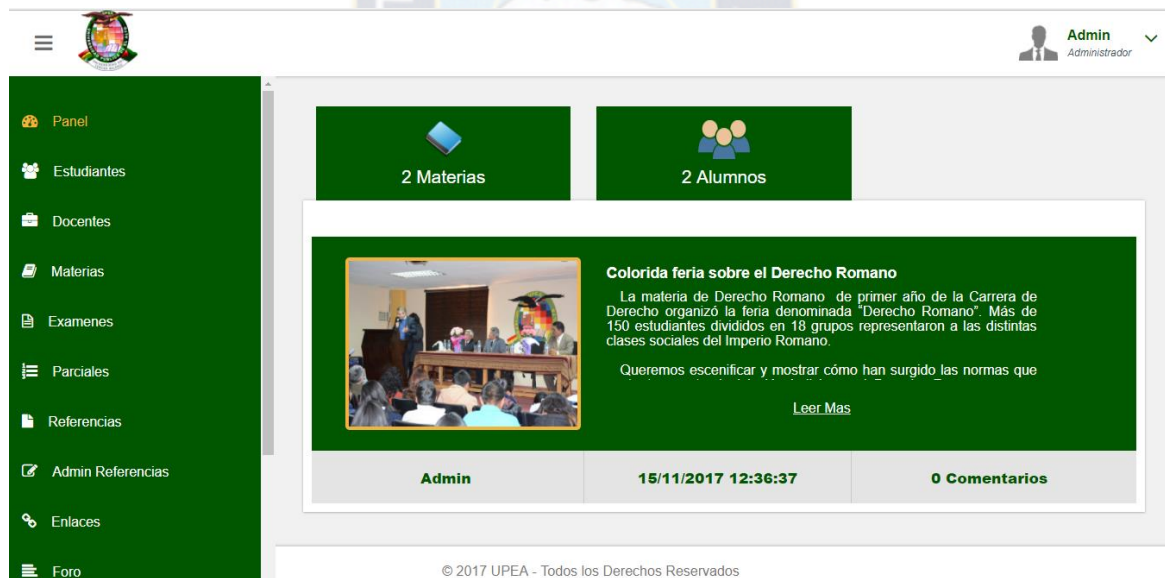 Admin
Administrador
Panel
Estudiantes
Docentes
Materias
Examenes
Parciales
Referencias
Admin Referencias
Enlaces
Foro
2 Materias
2 Alumnos
Colorida feria sobre el Derecho Romano
La materia de Derecho Romano de primer año de la Carrera de
Derecho organizó la feria denominada "Derecho Romano". Más de
150 estudiantes divididos en 18 grupos representaron a las distintas
clases sociales del Imperio Romano.
Queremos escenificar y mostrar cómo han surgido las normas que
Leer Mas
Admin
15/11/2017 12:36:37
0 Comentarios
© 2017 UPEA - Todos los Derechos Reservados